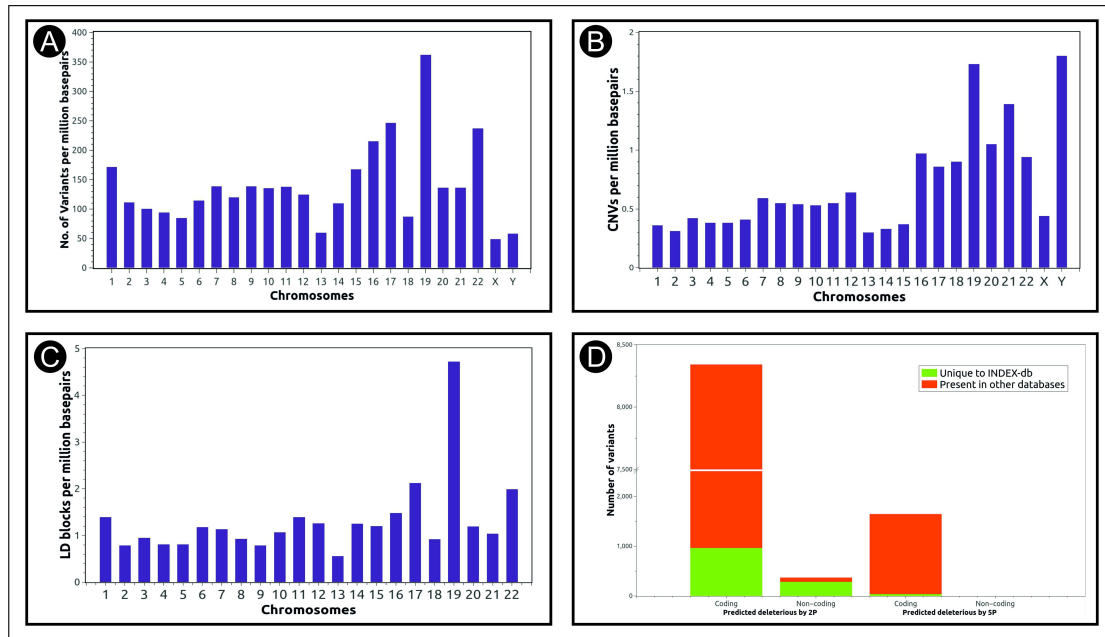 A
No. of Variants per million basepairs
400
350
300
250
200
150
100
50
0
1 2 3 4 5 6 7 8 9 10 11 12 13 14 15 16 17 18 19 20 21 22 X Y
Chromosomes
B
CNVs per million basepairs
2
1.5
1
0.5
0
1 2 3 4 5 6 7 8 9 10 11 12 13 14 15 16 17 18 19 20 21 22 X Y
Chromosomes
C
LD blocks per million basepairs
5
4
3
2
1
0
1 2 3 4 5 6 7 8 9 10 11 12 13 14 15 16 17 18 19 20 21 22
Chromosomes
D
Number of variants
8,500
8,000
7,500
2,000
1,000
0
Unique to INDEX-db
Present in other databases
Coding Non-coding Coding Non-coding
Predicted deleterious by 2P Predicted deleterious by 5P